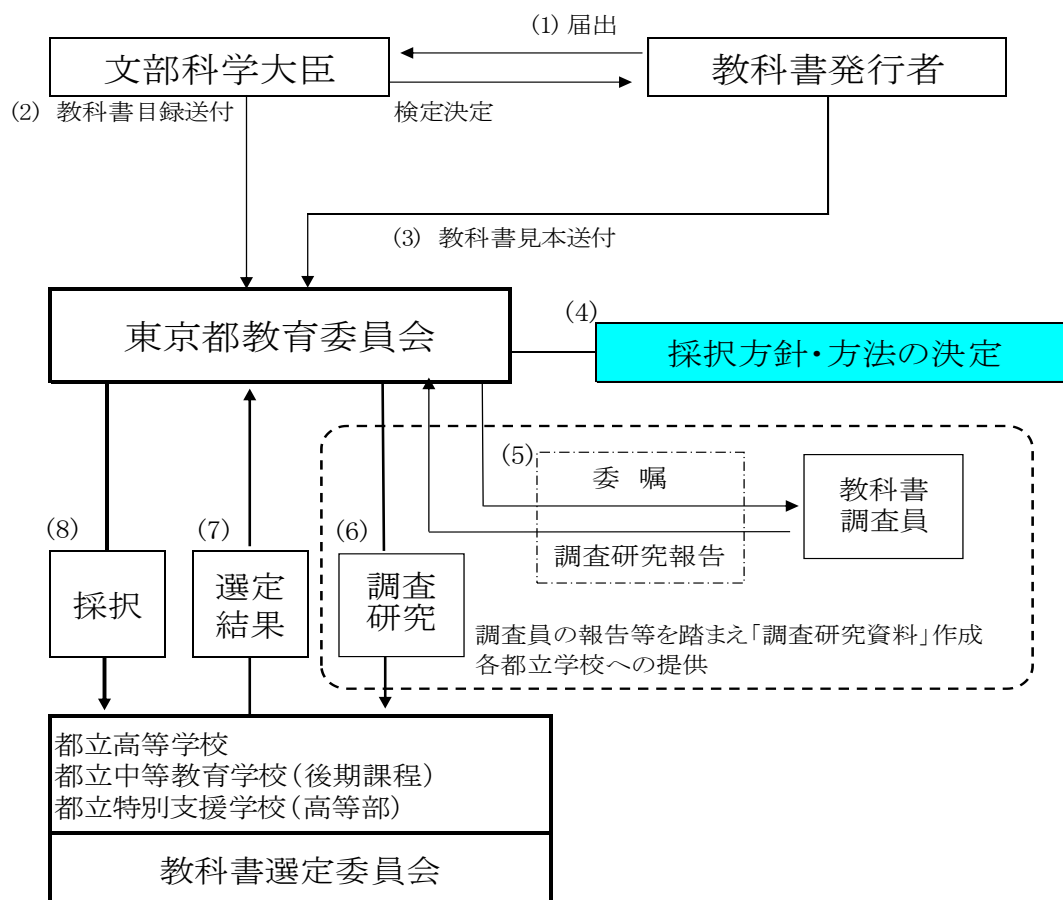 (1) 届出
文部科学大臣
教科書発行者
(2) 教科書目録送付
検定決定
(3) 教科書見本送付
東京都教育委員会
(4)
採択方針・方法の決定
(5)
委 嘱
調査研究報告
教科書
調査員
(8)
採択
(7)
選定
結果
(6)
調査
研究
調査員の報告等を踏まえ「調査研究資料」作成
各都立学校への提供
都立高等学校
都立中等教育学校(後期課程)
都立特別支援学校(高等部)
教科書選定委員会